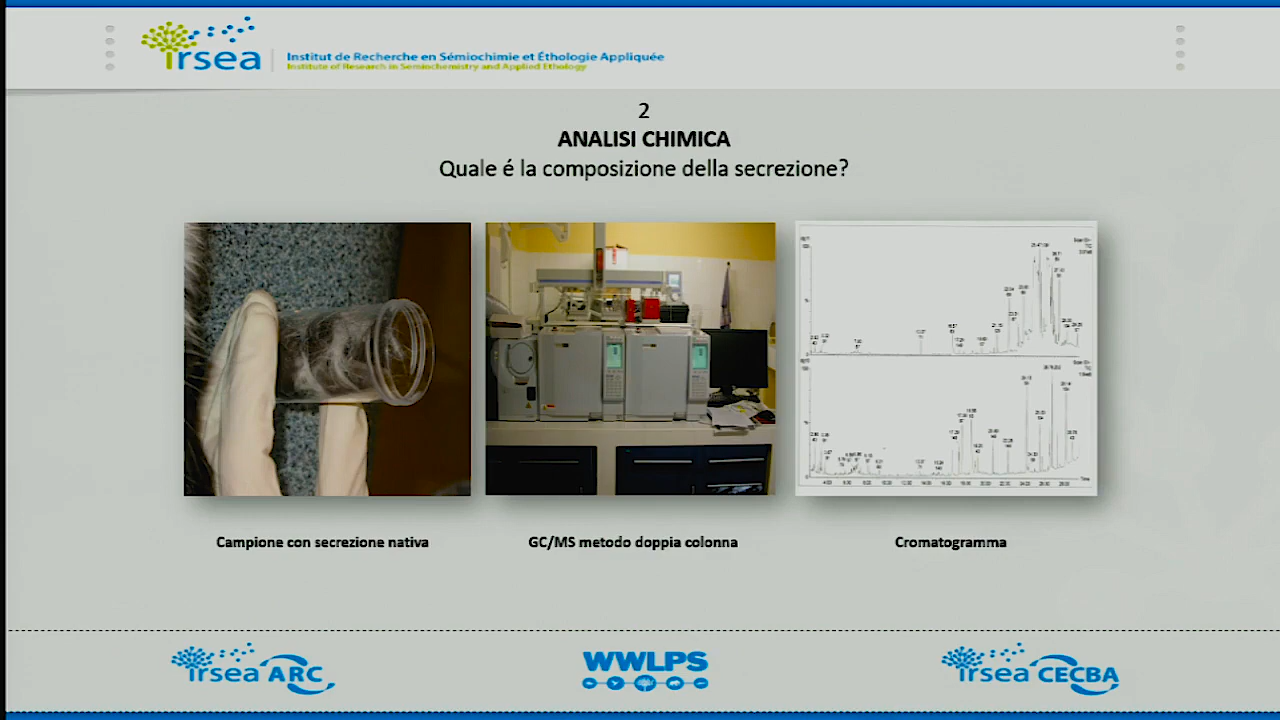 irsea
Institut de Recherche en Sémiochimie et Éthologie Appliquée
Institute of Research in Semiochemistry and Applied Ethology
2
ANALISI CHIMICA
Quale é la composizione della secrezione?
Campione con secrezione nativa
GC/MS metodo doppia colonna
Cromatogramma
irsea ARC
WWLPS
irsea CECBA